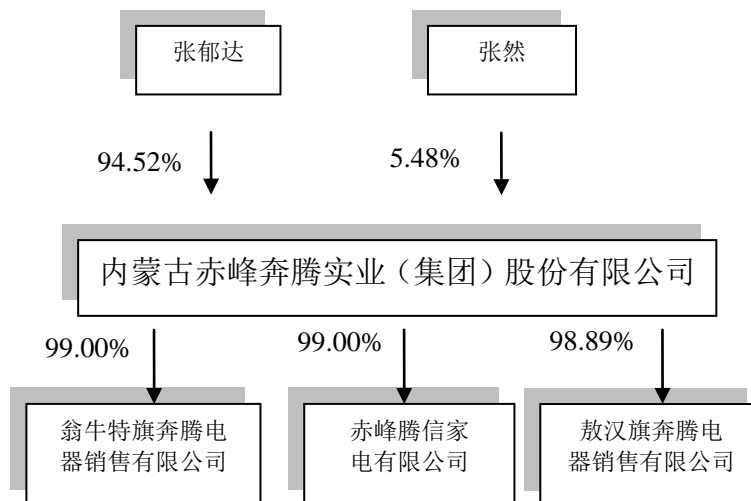 张郁达
张然
94.52%
5.48%
内蒙古赤峰奔腾实业（集团）股份有限公司
99.00%
99.00%
98.89%
翁牛特旗奔腾电
器销售有限公司
赤峰腾信家
电有限公司
敖汉旗奔腾电
器销售有限公司